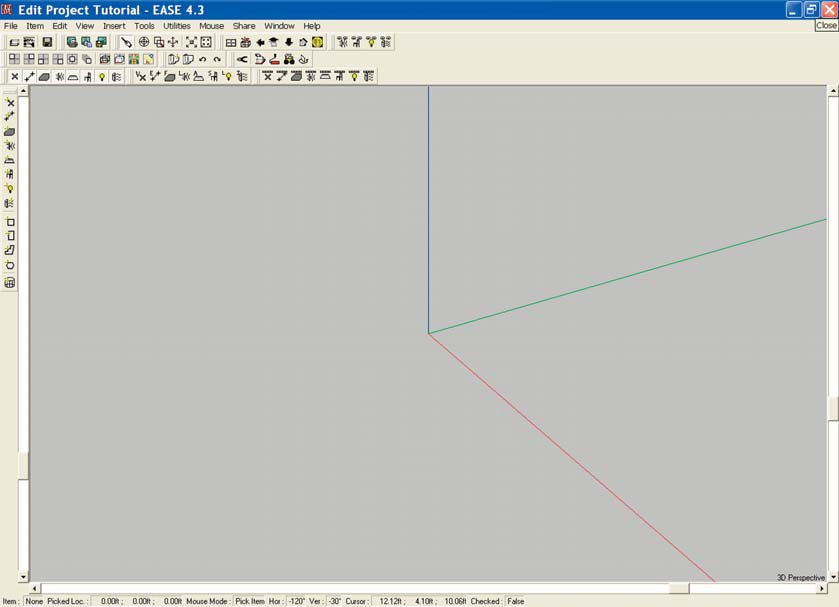 Edit Project Tutorial - EASE 4.3
File Item Edit View Insert Tools Utilities Mouse Share Window Help
Close
3D Perspective
Item : None Picked Loc. : 0.00ft ; 0.00ft ; 0.00ft Mouse Mode : Pick Item Hor : -120° Ver : -30° Cursor : 12.12ft ; 4.10ft ; 10.06ft Checked : False